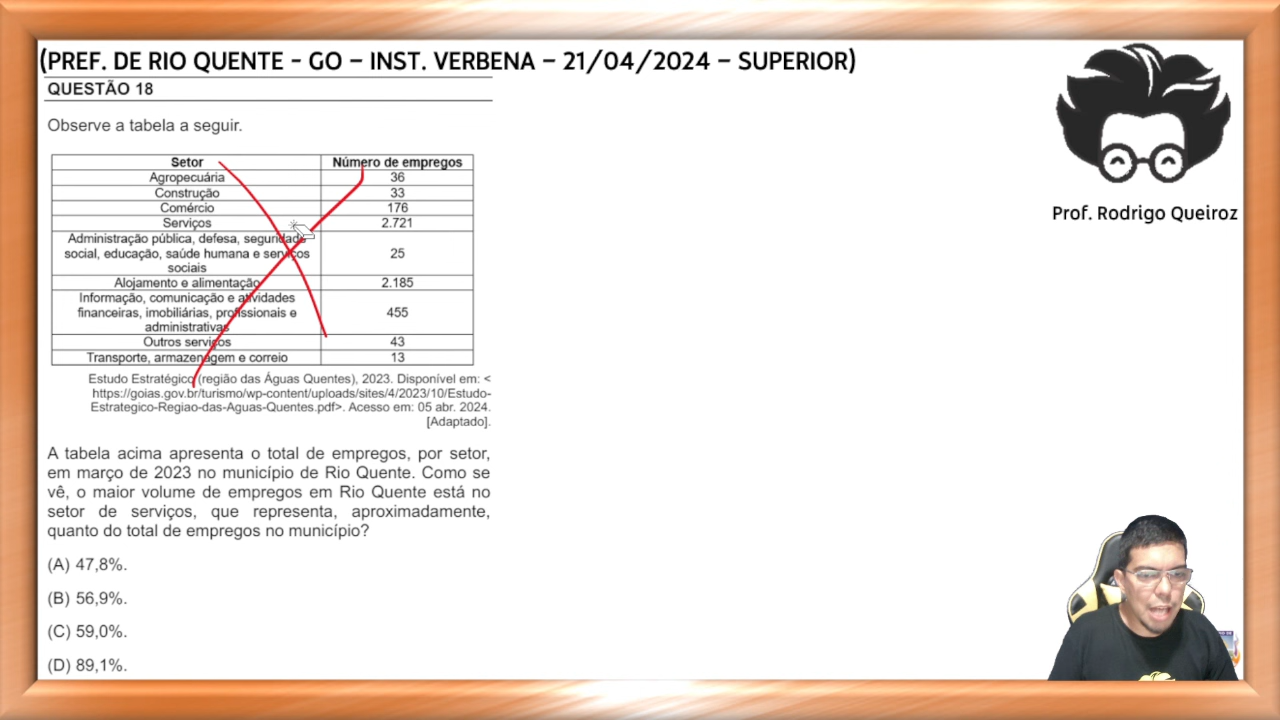 (PREF. DE RIO QUENTE - GO – INST. VERBENA – 21/04/2024 – SUPERIOR)
QUESTÃO 18
Observe a tabela a seguir.
Setor Número de empregos
Agropecuária 36
Construção 33
Comércio 176
Serviços 2.721
Administração pública, defesa, seguridade
social, educação, saúde humana e serviços 25
sociais
Alojamento e alimentação 2.185
Informação, comunicação e atividades
financeiras, imobiliárias, profissionais e 455
administrativas
Outros serviços 43
Transporte, armazenagem e correio 13
Estudo Estratégico (região das Águas Quentes), 2023. Disponível em: <
https://goias.gov.br/turismo/wp-content/uploads/sites/4/2023/10/Estudo-
Estrategico-Regiao-das-Aguas-Quentes.pdf>. Acesso em: 05 abr. 2024.
[Adaptado].
A tabela acima apresenta o total de empregos, por setor,
em março de 2023 no município de Rio Quente. Como se
vê, o maior volume de empregos em Rio Quente está no
setor de serviços, que representa, aproximadamente,
quanto do total de empregos no município?
(A) 47,8%.
(B) 56,9%.
(C) 59,0%.
(D) 89,1%.
Prof. Rodrigo Queiroz